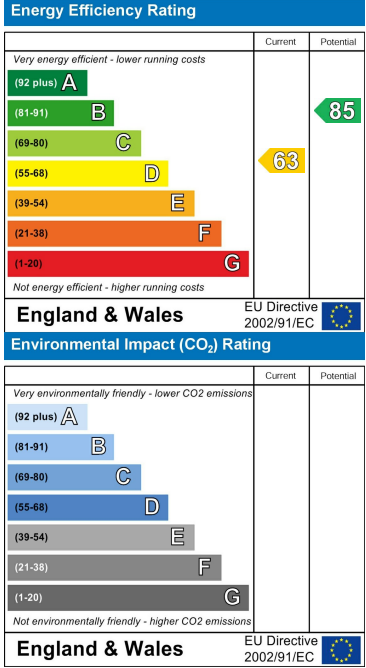 Energy Efficiency Rating
Current Potential
Very energy efficient - lower running costs
(92 plus) A
(81-91) B
85
(69-80) C
63
(55-68) D
(39-54) E
(21-38) F
(1-20) G
Not energy efficient - higher running costs
England & Wales
EU Directive
2002/91/EC
Environmental Impact (CO₂) Rating
Current Potential
Very environmentally friendly - lower CO2 emissions
(92 plus) A
(81-91) B
(69-80) C
(55-68) D
(39-54) E
(21-38) F
(1-20) G
Not environmentally friendly - higher CO2 emissions
England & Wales
EU Directive
2002/91/EC